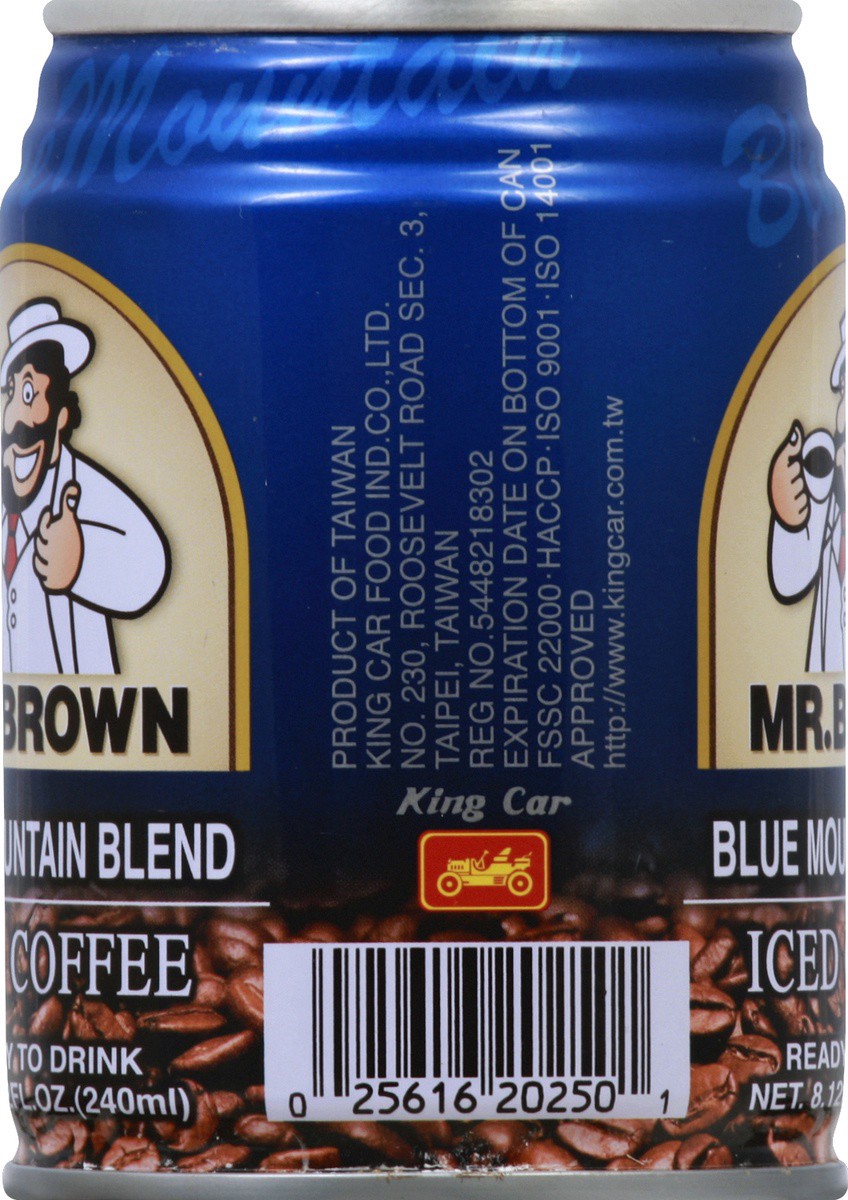 Mountain
PRODUCT OF TAIWAN
KING CAR FOOD IND.CO.,LTD.
NO. 230, ROOSEVELT ROAD SEC. 3,
TAIPEI, TAIWAN
REG NO.5448218302
EXPIRATION DATE ON BOTTOM OF CAN
FSSC 22000·HACCP·ISO 9001·ISO 14001
APPROVED
http://www.kingcar.com.tw
BROWN
MR.B
King Car
UNTAIN BLEND
BLUE MOU
COFFEE
ICED
Y TO DRINK
READY
FL.OZ.(240ml)
NET. 8.12
0 25616 20250 1